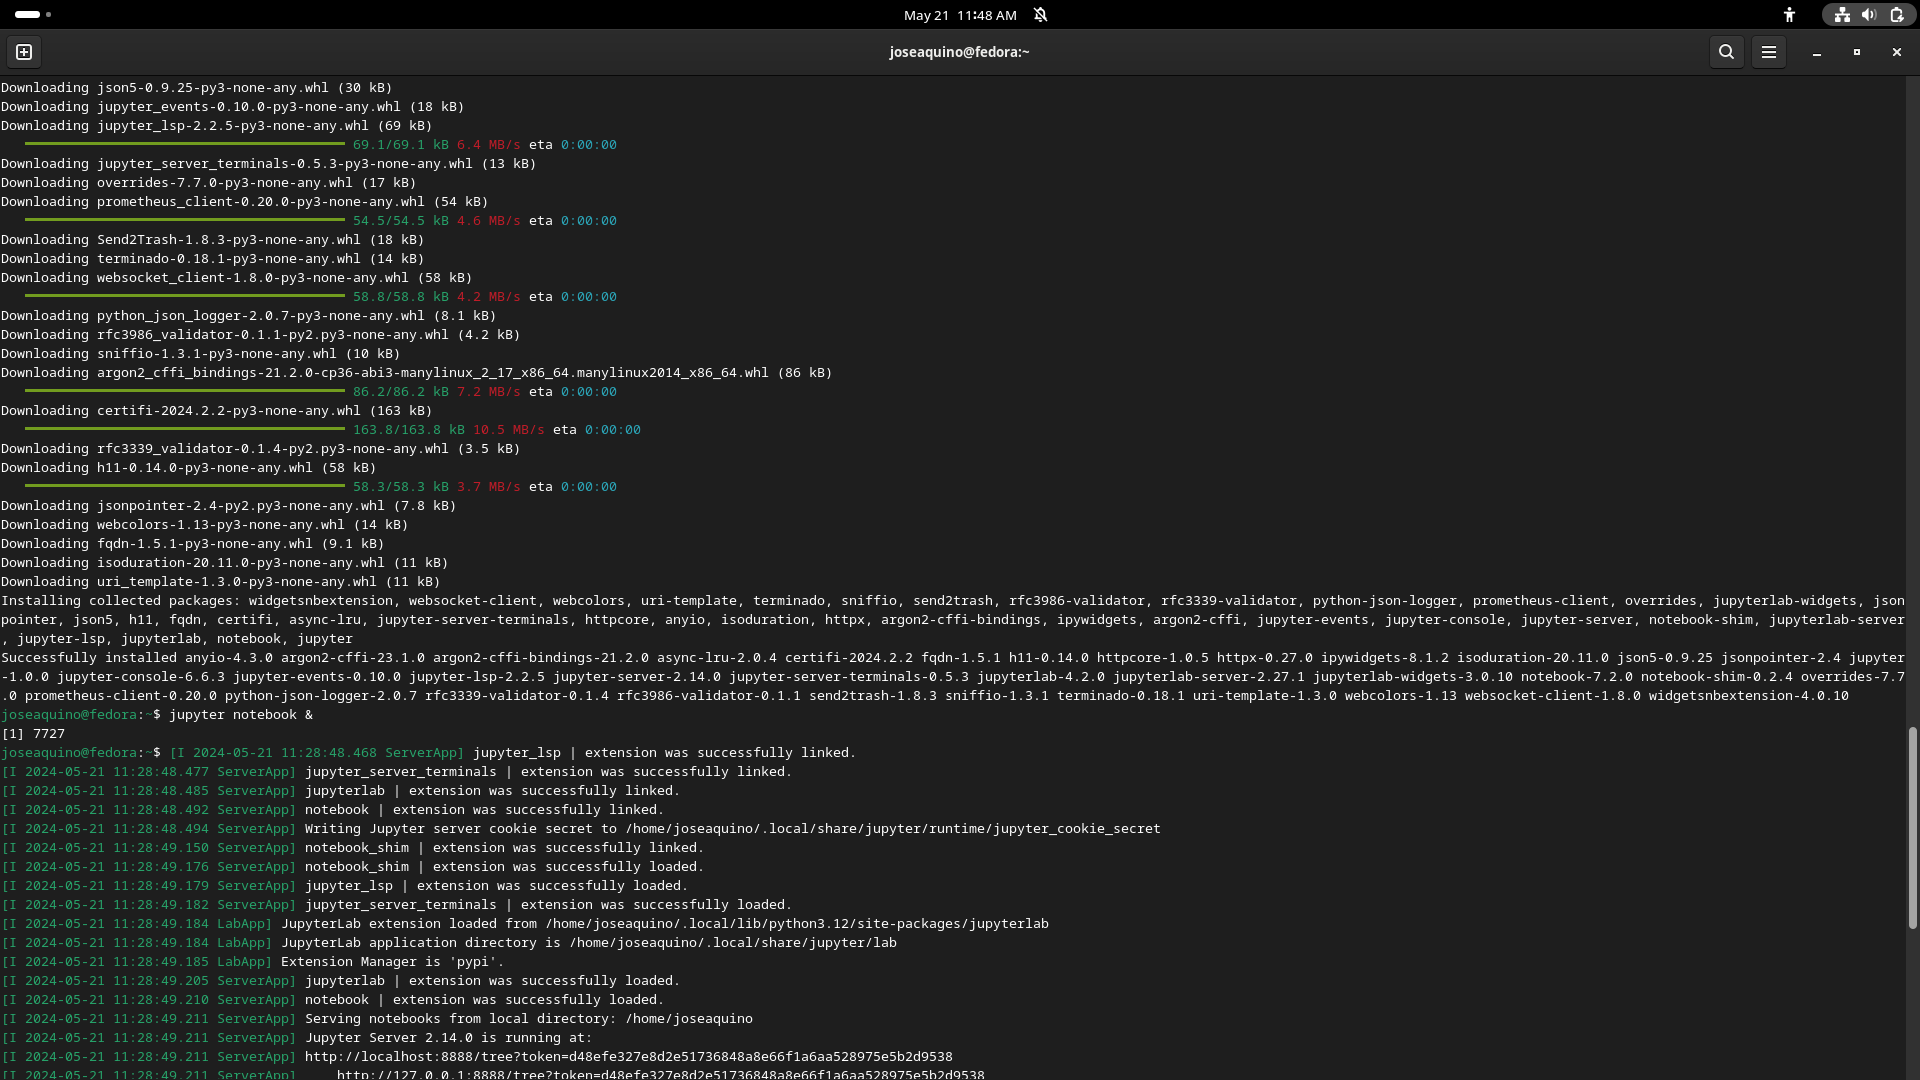 May 21 11:48 AM
joseaquino@fedora:~
Downloading json5-0.9.25-py3-none-any.whl (30 kB)
Downloading jupyter_events-0.10.0-py3-none-any.whl (18 kB)
Downloading jupyter_lsp-2.2.5-py3-none-any.whl (69 kB)
69.1/69.1 kB 6.4 MB/s eta 0:00:00
Downloading jupyter_server_terminals-0.5.3-py3-none-any.whl (13 kB)
Downloading overrides-7.7.0-py3-none-any.whl (17 kB)
Downloading prometheus_client-0.20.0-py3-none-any.whl (54 kB)
54.5/54.5 kB 4.6 MB/s eta 0:00:00
Downloading Send2Trash-1.8.3-py3-none-any.whl (18 kB)
Downloading terminado-0.18.1-py3-none-any.whl (14 kB)
Downloading websocket_client-1.8.0-py3-none-any.whl (58 kB)
58.8/58.8 kB 4.2 MB/s eta 0:00:00
Downloading python_json_logger-2.0.7-py3-none-any.whl (8.1 kB)
Downloading rfc3986_validator-0.1.1-py2.py3-none-any.whl (4.2 kB)
Downloading sniffio-1.3.1-py3-none-any.whl (10 kB)
Downloading argon2_cffi_bindings-21.2.0-cp36-abi3-manylinux_2_17_x86_64.manylinux2014_x86_64.whl (86 kB)
86.2/86.2 kB 7.2 MB/s eta 0:00:00
Downloading certifi-2024.2.2-py3-none-any.whl (163 kB)
163.8/163.8 kB 10.5 MB/s eta 0:00:00
Downloading rfc3339_validator-0.1.4-py2.py3-none-any.whl (3.5 kB)
Downloading h11-0.14.0-py3-none-any.whl (58 kB)
58.3/58.3 kB 3.7 MB/s eta 0:00:00
Downloading jsonpointer-2.4-py2.py3-none-any.whl (7.8 kB)
Downloading webcolors-1.13-py3-none-any.whl (14 kB)
Downloading fqdn-1.5.1-py3-none-any.whl (9.1 kB)
Downloading isoduration-20.11.0-py3-none-any.whl (11 kB)
Downloading uri_template-1.3.0-py3-none-any.whl (11 kB)
Installing collected packages: widgetsnbextension, websocket-client, webcolors, uri-template, terminado, sniffio, send2trash, rfc3986-validator, rfc3339-validator, python-json-logger, prometheus-client, overrides, jupyterlab-widgets, json
pointer, json5, h11, fqdn, certifi, async-lru, jupyter-server-terminals, httpcore, anyio, isoduration, httpx, argon2-cffi-bindings, ipywidgets, argon2-cffi, jupyter-events, jupyter-console, jupyter-server, notebook-shim, jupyterlab-server
, jupyter-lsp, jupyterlab, notebook, jupyter
Successfully installed anyio-4.3.0 argon2-cffi-23.1.0 argon2-cffi-bindings-21.2.0 async-lru-2.0.4 certifi-2024.2.2 fqdn-1.5.1 h11-0.14.0 httpcore-1.0.5 httpx-0.27.0 ipywidgets-8.1.2 isoduration-20.11.0 json5-0.9.25 jsonpointer-2.4 jupyter
-1.0.0 jupyter-console-6.6.3 jupyter-events-0.10.0 jupyter-lsp-2.2.5 jupyter-server-2.14.0 jupyter-server-terminals-0.5.3 jupyterlab-4.2.0 jupyterlab-server-2.27.1 jupyterlab-widgets-3.0.10 notebook-7.2.0 notebook-shim-0.2.4 overrides-7.7
.0 prometheus-client-0.20.0 python-json-logger-2.0.7 rfc3339-validator-0.1.4 rfc3986-validator-0.1.1 send2trash-1.8.3 sniffio-1.3.1 terminado-0.18.1 uri-template-1.3.0 webcolors-1.13 websocket-client-1.8.0 widgetsnbextension-4.0.10
joseaquino@fedora:~$ jupyter notebook &
[1] 7727
joseaquino@fedora:~$ [I 2024-05-21 11:28:48.468 ServerApp] jupyter_lsp | extension was successfully linked.
[I 2024-05-21 11:28:48.477 ServerApp] jupyter_server_terminals | extension was successfully linked.
[I 2024-05-21 11:28:48.485 ServerApp] jupyterlab | extension was successfully linked.
[I 2024-05-21 11:28:48.492 ServerApp] notebook | extension was successfully linked.
[I 2024-05-21 11:28:48.494 ServerApp] Writing Jupyter server cookie secret to /home/joseaquino/.local/share/jupyter/runtime/jupyter_cookie_secret
[I 2024-05-21 11:28:49.150 ServerApp] notebook_shim | extension was successfully linked.
[I 2024-05-21 11:28:49.176 ServerApp] notebook_shim | extension was successfully loaded.
[I 2024-05-21 11:28:49.179 ServerApp] jupyter_lsp | extension was successfully loaded.
[I 2024-05-21 11:28:49.182 ServerApp] jupyter_server_terminals | extension was successfully loaded.
[I 2024-05-21 11:28:49.184 LabApp] JupyterLab extension loaded from /home/joseaquino/.local/lib/python3.12/site-packages/jupyterlab
[I 2024-05-21 11:28:49.184 LabApp] JupyterLab application directory is /home/joseaquino/.local/share/jupyter/lab
[I 2024-05-21 11:28:49.185 LabApp] Extension Manager is 'pypi'.
[I 2024-05-21 11:28:49.205 ServerApp] jupyterlab | extension was successfully loaded.
[I 2024-05-21 11:28:49.210 ServerApp] notebook | extension was successfully loaded.
[I 2024-05-21 11:28:49.211 ServerApp] Serving notebooks from local directory: /home/joseaquino
[I 2024-05-21 11:28:49.211 ServerApp] Jupyter Server 2.14.0 is running at:
[I 2024-05-21 11:28:49.211 ServerApp] http://localhost:8888/tree?token=d48efe327e8d2e51736848a8e66f1a6aa528975e5b2d9538
[I 2024-05-21 11:28:49.211 ServerApp]     http://127.0.0.1:8888/tree?token=d48efe327e8d2e51736848a8e66f1a6aa528975e5b2d9538